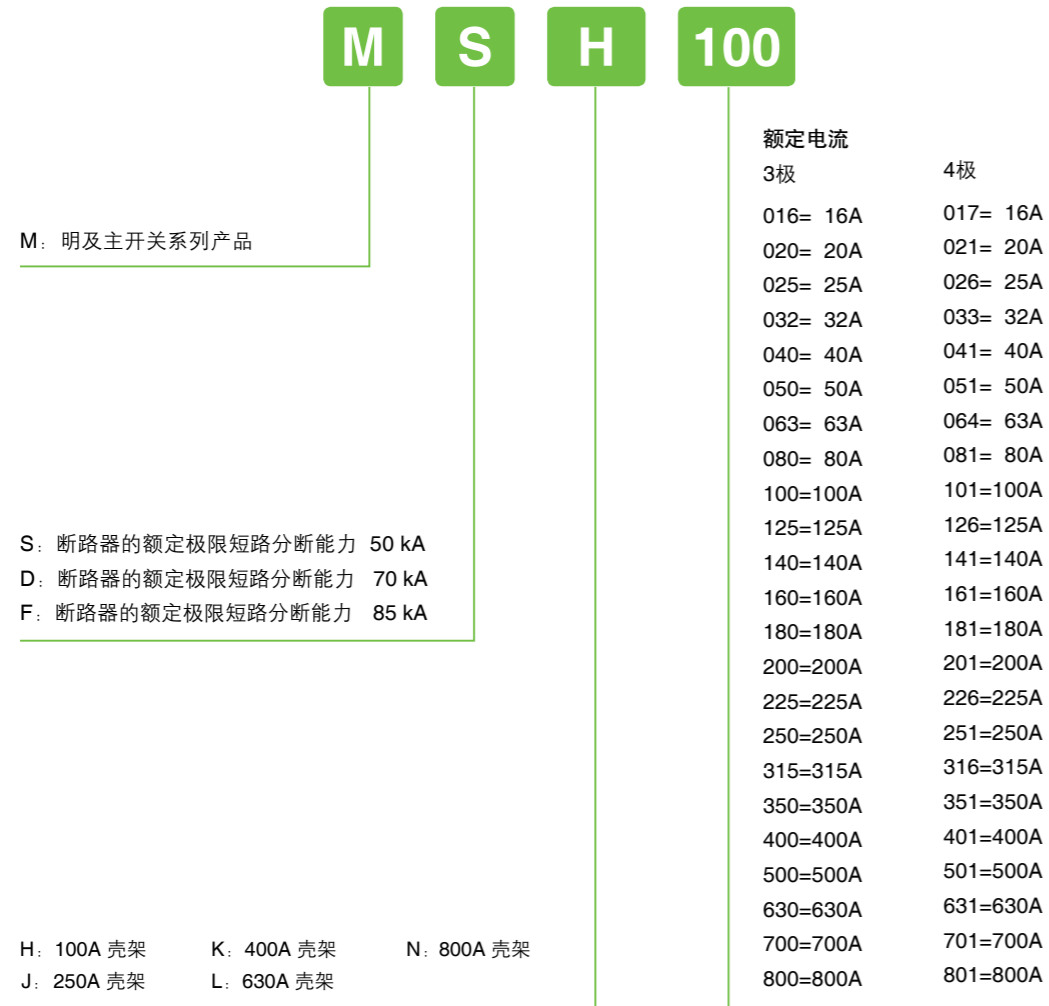 M S H 100
M：明及主开关系列产品
S：断路器的额定极限短路分断能力 50 kA
D：断路器的额定极限短路分断能力 70 kA
F：断路器的额定极限短路分断能力 85 kA
H：100A 壳架 K：400A 壳架 N：800A 壳架
J：250A 壳架 L：630A 壳架
额定电流
3极 4极
016= 16A 017= 16A
020= 20A 021= 20A
025= 25A 026= 25A
032= 32A 033= 32A
040= 40A 041= 40A
050= 50A 051= 50A
063= 63A 064= 63A
080= 80A 081= 80A
100=100A 101=100A
125=125A 126=125A
140=140A 141=140A
160=160A 161=160A
180=180A 181=180A
200=200A 201=200A
225=225A 226=225A
250=250A 251=250A
315=315A 316=315A
350=350A 351=350A
400=400A 401=400A
500=500A 501=500A
630=630A 631=630A
700=700A 701=700A
800=800A 801=800A